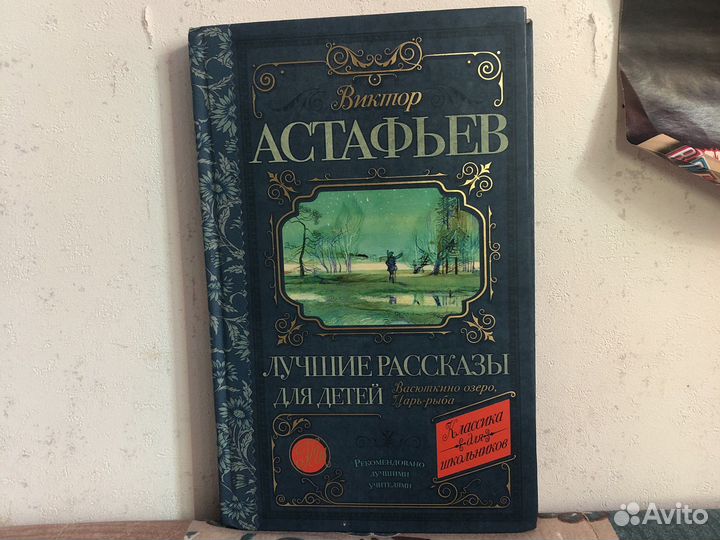 Виктор
АСТАФЬЕВ
ЛУЧШИЕ РАССКАЗЫ
ДЛЯ ДЕТЕЙ
Васюткино озеро,
Царь-рыба
Классика
для
школьников
Рекомендовано
лучшими
учителями
Avito